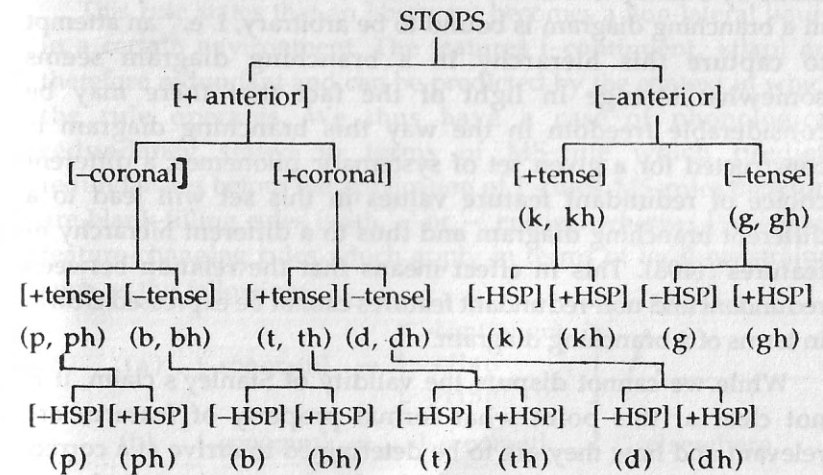 STOPS
[+ anterior] [–anterior]
[–coronal] [+coronal] [+tense] [–tense]
(k, kh) (g, gh)
[+tense] [–tense] [+tense] [–tense] [–HSP] [+HSP] [–HSP] [+HSP]
(p, ph) (b, bh) (t, th) (d, dh) (k) (kh) (g) (gh)
[–HSP] [+HSP] [–HSP] [+HSP] [–HSP] [+HSP] [–HSP] [+HSP]
(p) (ph) (b) (bh) (t) (th) (d) (dh)